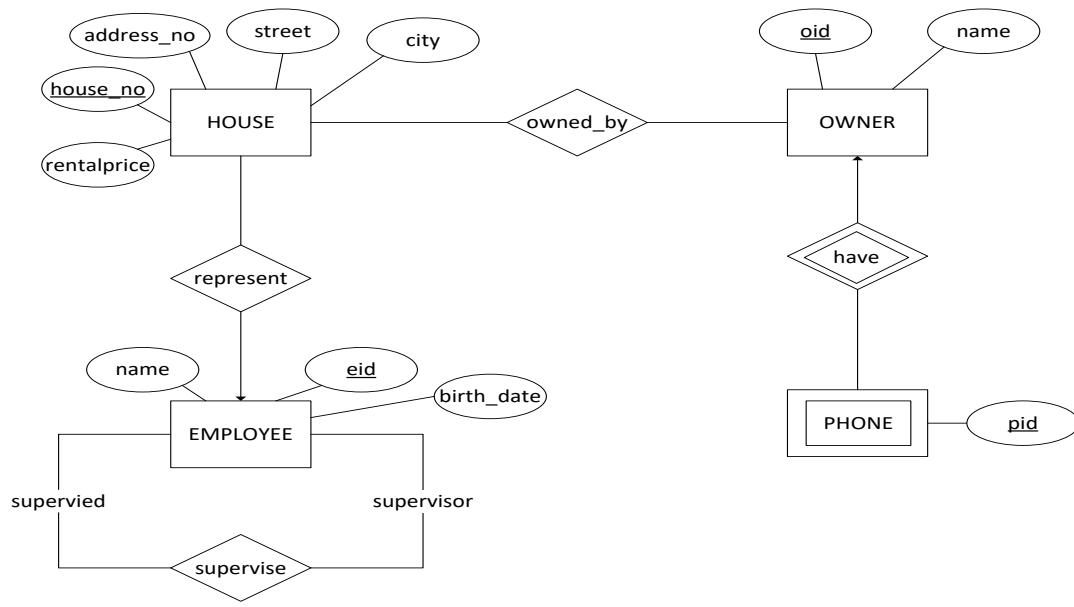 address_no
street
city
oid
name
house_no
HOUSE
owned_by
OWNER
rentalprice
have
represent
name
eid
birth_date
EMPLOYEE
PHONE
pid
supervied
supervisor
supervise